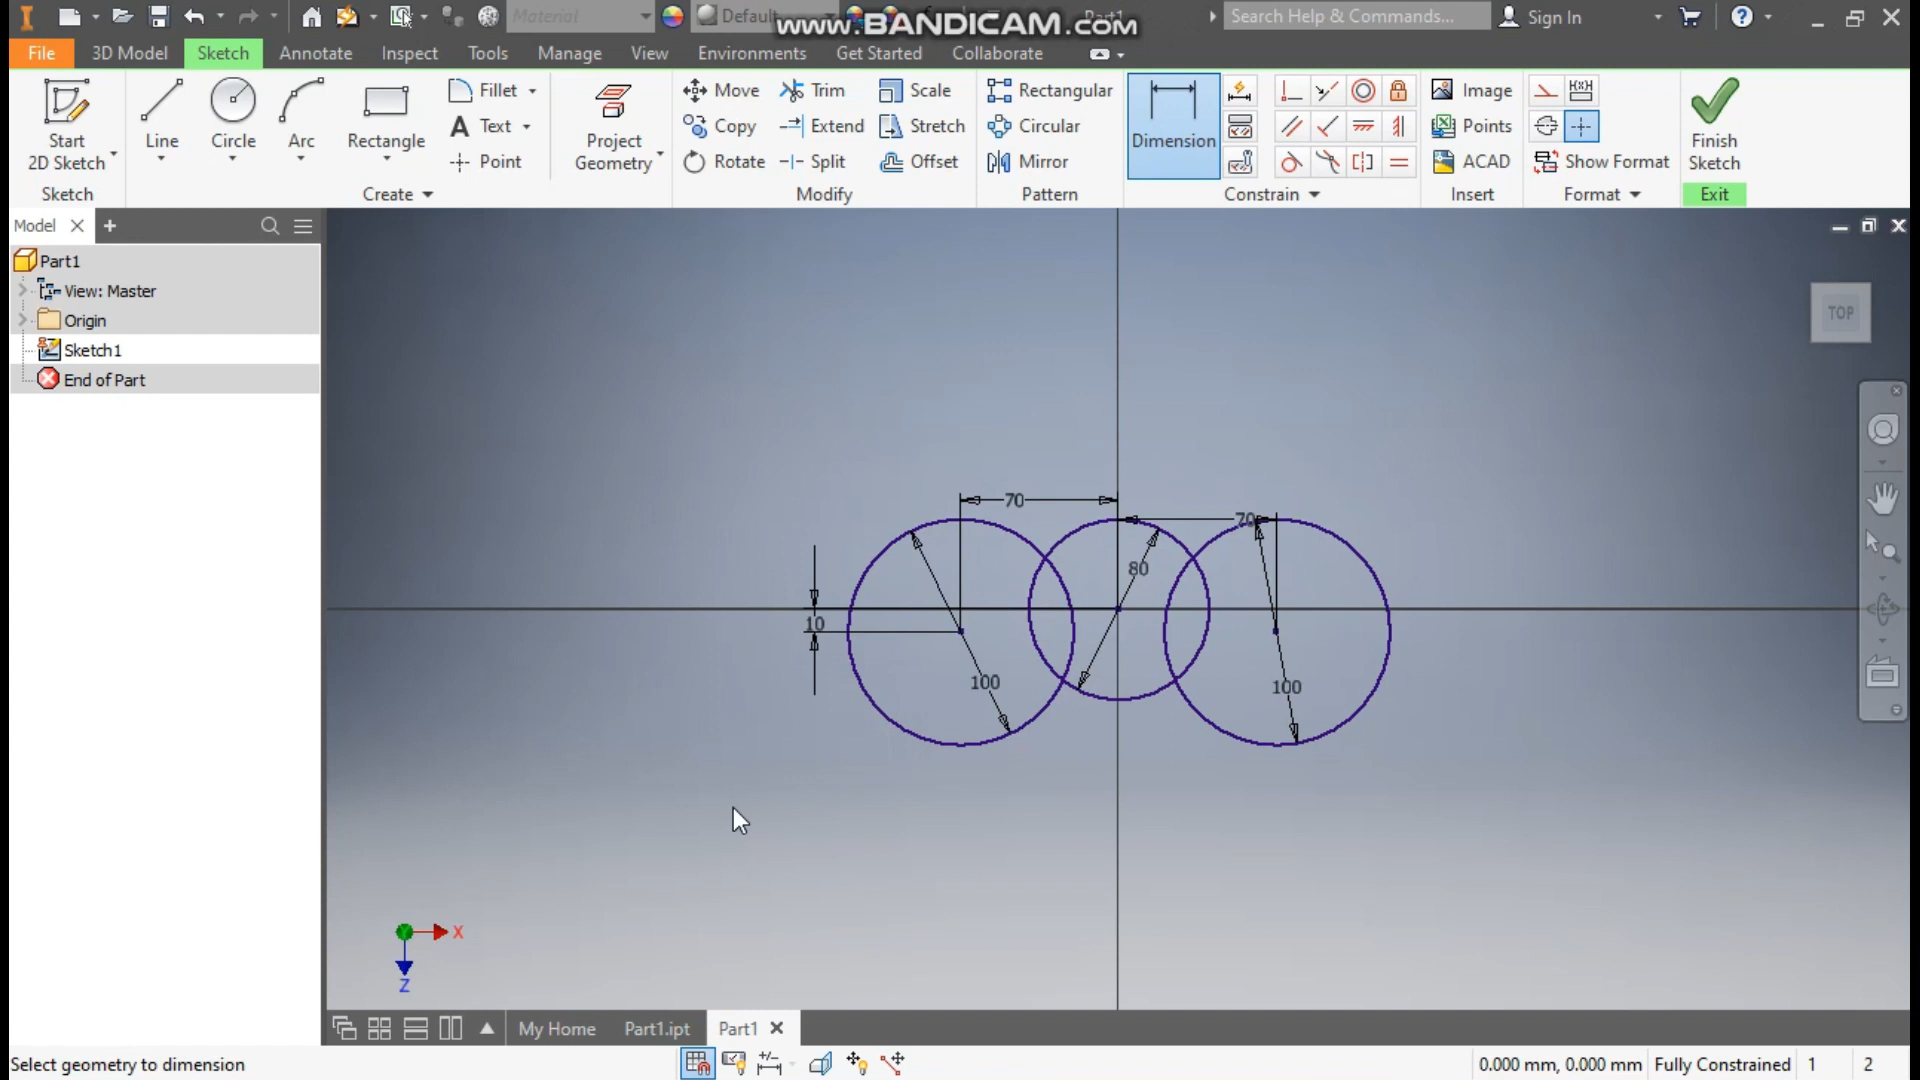 Material
Default
www.BANDICAM.com
Part1
Search Help & Commands...
Sign In
File
3D Model
Sketch
Annotate
Inspect
Tools
Manage
View
Environments
Get Started
Collaborate
Start
2D Sketch
Line
Circle
Arc
Rectangle
Fillet
Text
Point
Project
Geometry
Move
Copy
Rotate
Trim
Extend
Split
Scale
Stretch
Offset
Rectangular
Circular
Mirror
Dimension
Image
Points
ACAD
Show Format
Finish
Sketch
Sketch
Create
Modify
Pattern
Constrain
Insert
Format
Exit
Model
Part1
View: Master
Origin
Sketch1
End of Part
TOP
70
70
80
10
100
100
X
Z
My Home
Part1.ipt
Part1
Select geometry to dimension
0.000 mm, 0.000 mm
Fully Constrained
1
2